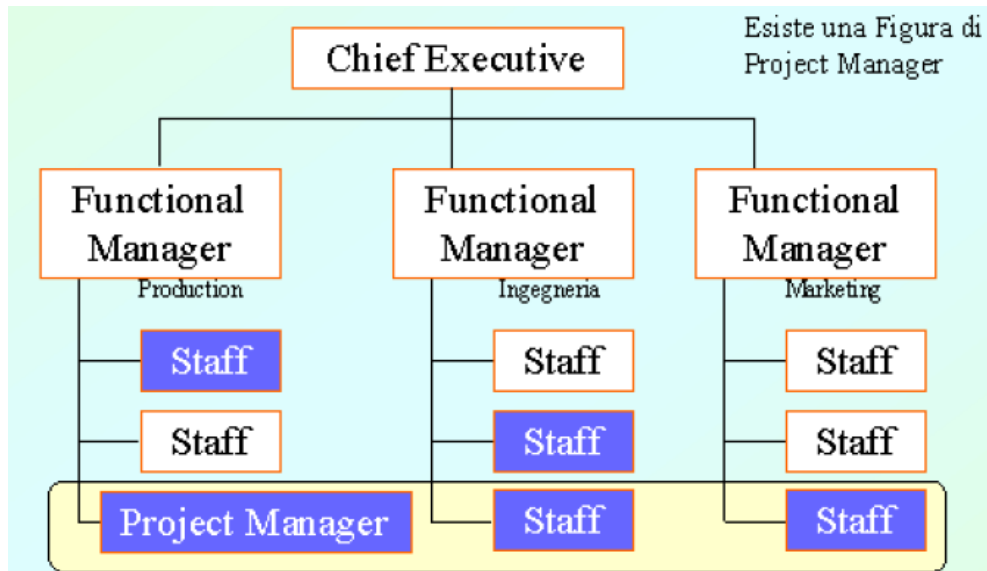 Esiste una Figura di
Project Manager
Chief Executive
Functional
Manager
Production
Functional
Manager
Ingegneria
Functional
Manager
Marketing
Staff
Staff
Staff
Staff
Staff
Staff
Project Manager
Staff
Staff